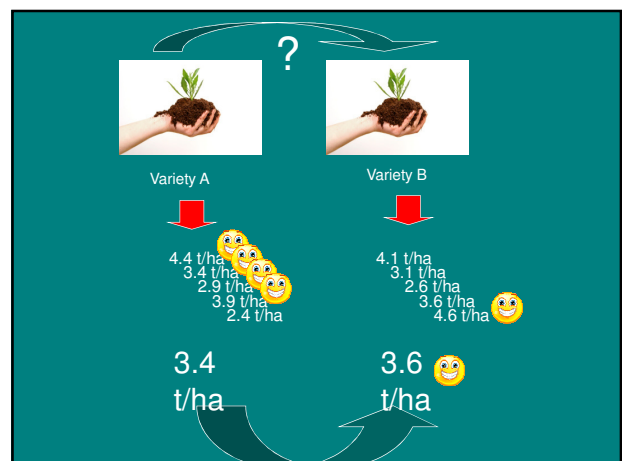 ?
Variety A
Variety B
4.4 t/ha
3.4 t/ha
2.9 t/ha
3.9 t/ha
2.4 t/ha
4.1 t/ha
3.1 t/ha
2.6 t/ha
3.6 t/ha
4.6 t/ha
3.4
t/ha
3.6
t/ha